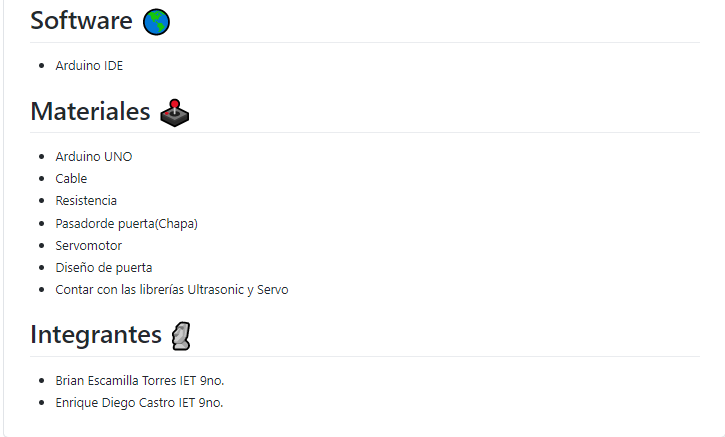 Software
Arduino IDE
Materiales
Arduino UNO
Cable
Resistencia
Pasadorde puerta(Chapa)
Servomotor
Diseño de puerta
Contar con las librerías Ultrasonic y Servo
Integrantes
Brian Escamilla Torres IET 9no.
Enrique Diego Castro IET 9no.